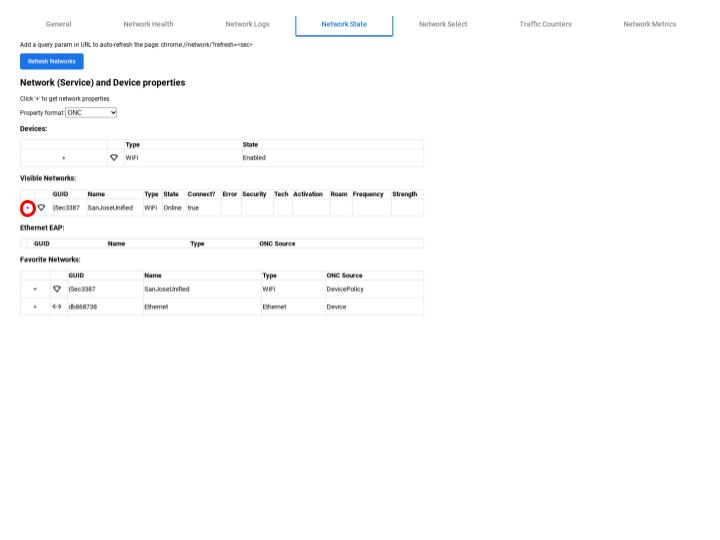 General Network Health Network Logs Network State Network Select Traffic Counters Network Metrics
Add a query param in URL to auto-refresh the page: chrome://network/?refresh=<sec>
Refresh Networks
Network (Service) and Device properties
Click '+' to get network properties
Property format: ONC
Devices:
Type State
+ WiFi Enabled
Visible Networks:
GUID Name Type State Connect? Error Security Tech Activation Roam Frequency Strength
+ {5ec3387 SanJoseUnified WiFi Online true
Ethernet EAP:
GUID Name Type ONC Source
Favorite Networks:
GUID Name Type ONC Source
+ {5ec3387 SanJoseUnified WiFi DevicePolicy
+ db868738 Ethernet Ethernet Device